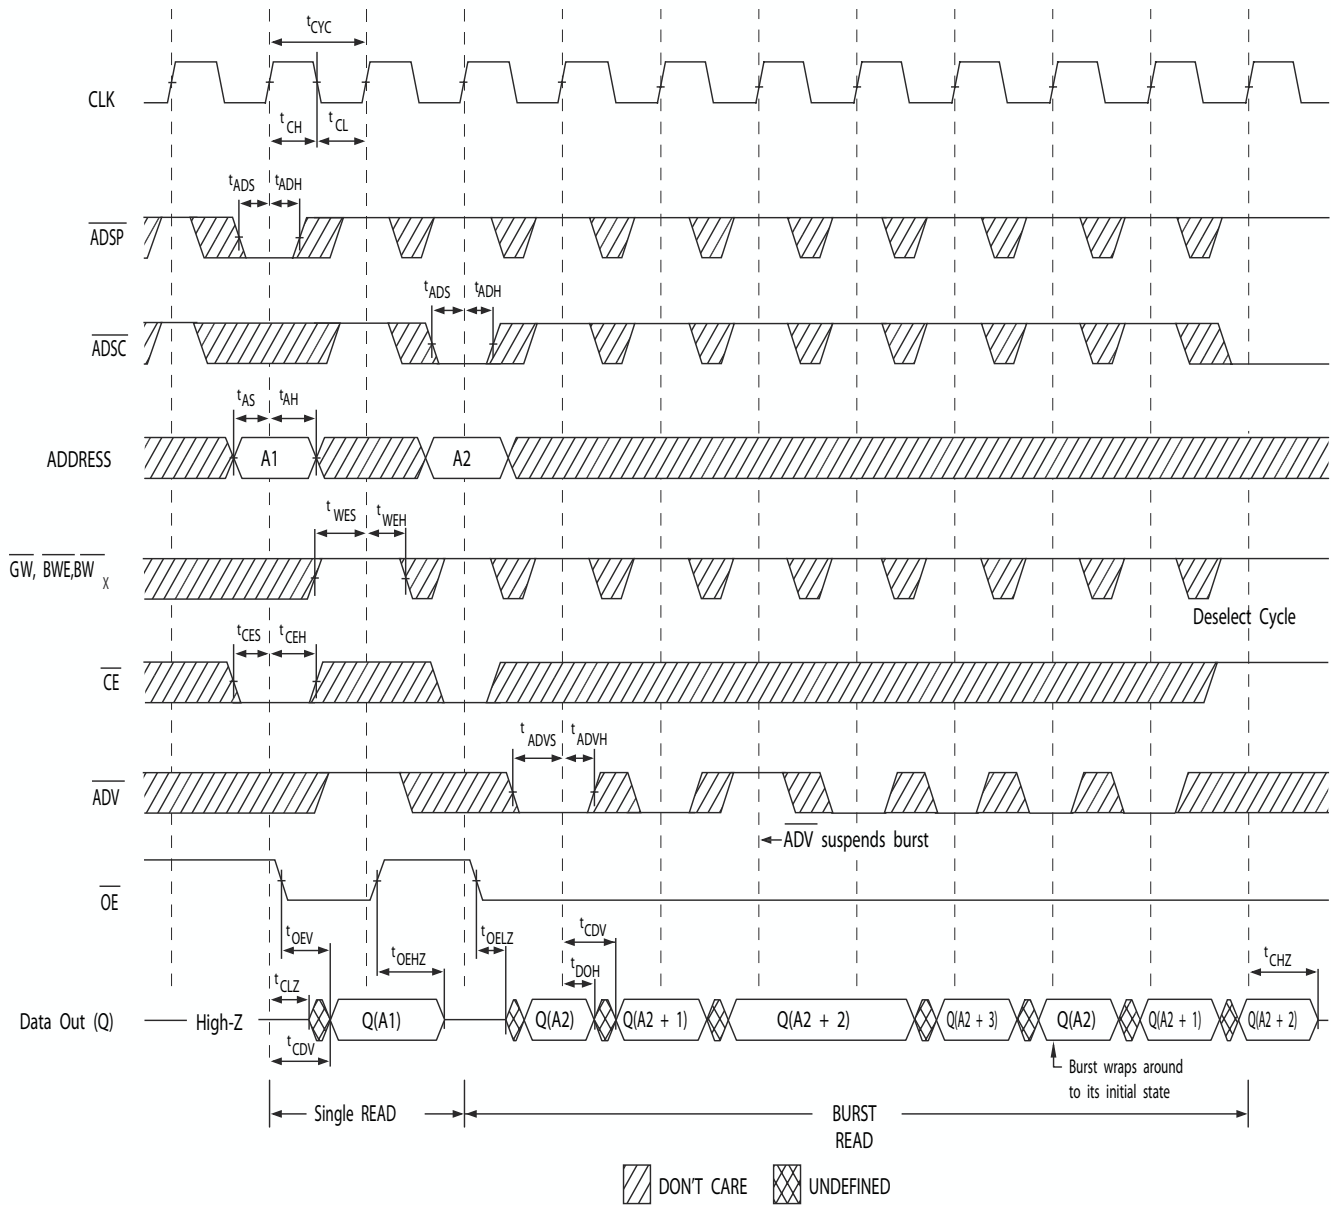 tCYC
CLK
tCH
tCL
tADS
tADH
ADSP
tADS
tADH
ADSC
tAS
tAH
ADDRESS
A1
A2
tWES
tWEH
GW, BWE,BW X
Deselect Cycle
tCES
tCEH
CE
tADVS
tADVH
ADV
ADV suspends burst
OE
tOEV
tOEHZ
tOELZ
tCDV
tDOH
tCHZ
tCLZ
Data Out (Q)
High-Z
Q(A1)
Q(A2)
Q(A2 + 1)
Q(A2 + 2)
Q(A2 + 3)
Q(A2)
Q(A2 + 1)
Q(A2 + 2)
tCDV
Burst wraps around
to its initial state
Single READ
BURST
READ
DON'T CARE
UNDEFINED